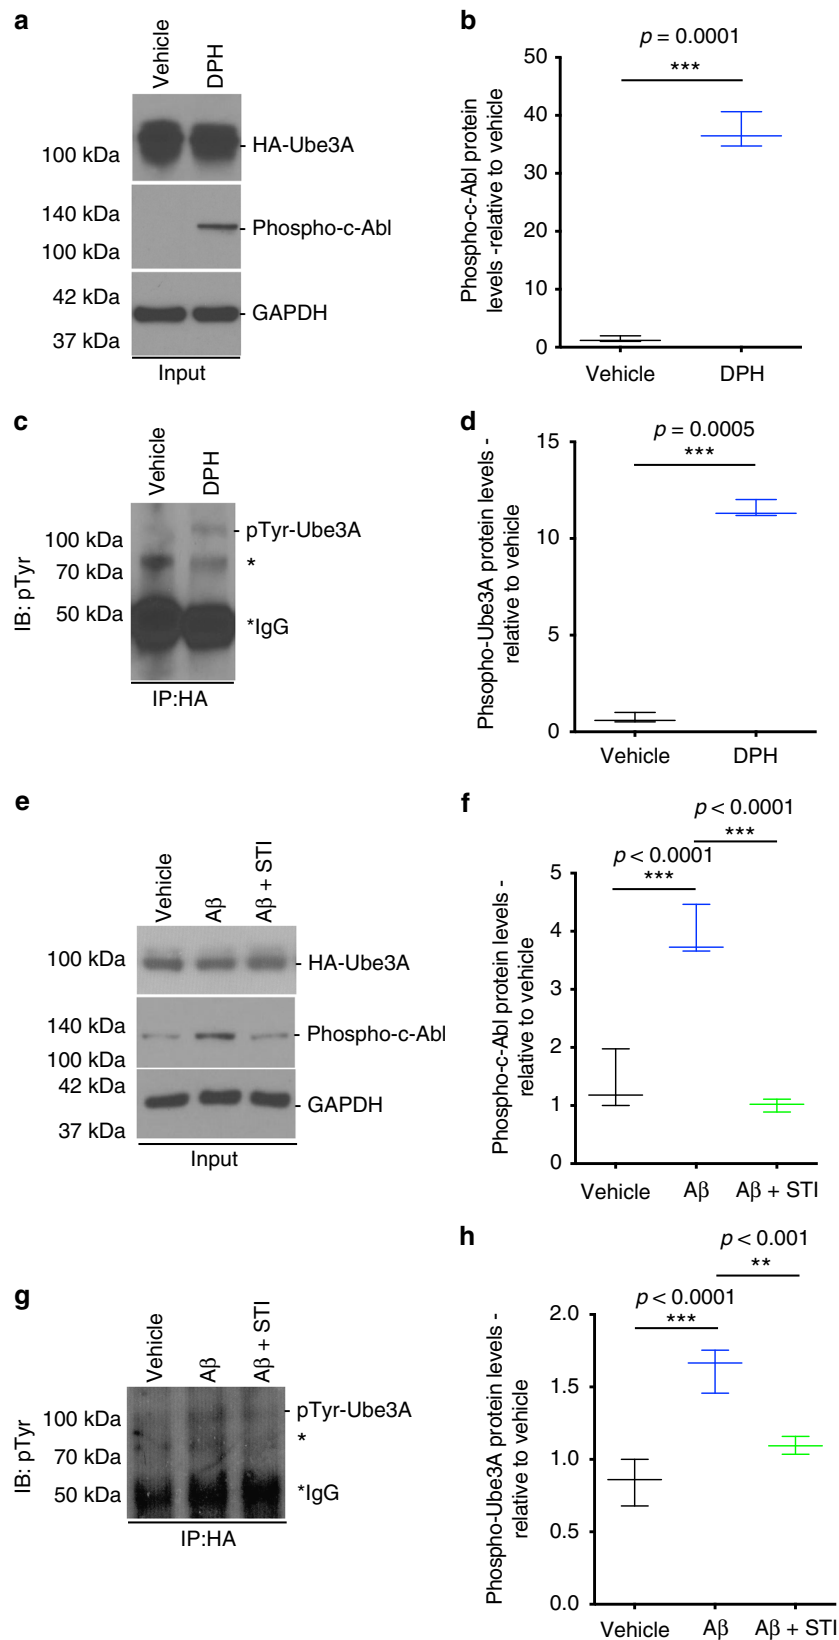 a
Vehicle
DPH
100 kDa
HA-Ube3A
140 kDa
Phospho-c-Abl
100 kDa
42 kDa
GAPDH
37 kDa
Input
b
p = 0.0001
***
Phospho-c-Abl protein
levels -relative to vehicle
50
40
30
20
10
0
Vehicle
DPH
c
Vehicle
DPH
IB: pTyr
100 kDa
pTyr-Ube3A
70 kDa
*
50 kDa
*IgG
IP:HA
d
p = 0.0005
***
Phsopho-Ube3A protein levels -
relative to vehicle
15
10
5
0
Vehicle
DPH
e
Vehicle
Aβ
Aβ + STI
100 kDa
HA-Ube3A
140 kDa
Phospho-c-Abl
100 kDa
42 kDa
GAPDH
37 kDa
Input
f
p < 0.0001
***
p < 0.0001
***
Phospho-c-Abl protein levels -
relative to vehicle
5
4
3
2
1
0
Vehicle
Aβ
Aβ + STI
g
Vehicle
Aβ
Aβ + STI
IB: pTyr
100 kDa
pTyr-Ube3A
*
70 kDa
50 kDa
*IgG
IP:HA
h
p < 0.001
**
p < 0.0001
***
Phospho-Ube3A protein levels -
relative to vehicle
2.0
1.5
1.0
0.5
0.0
Vehicle
Aβ
Aβ + STI